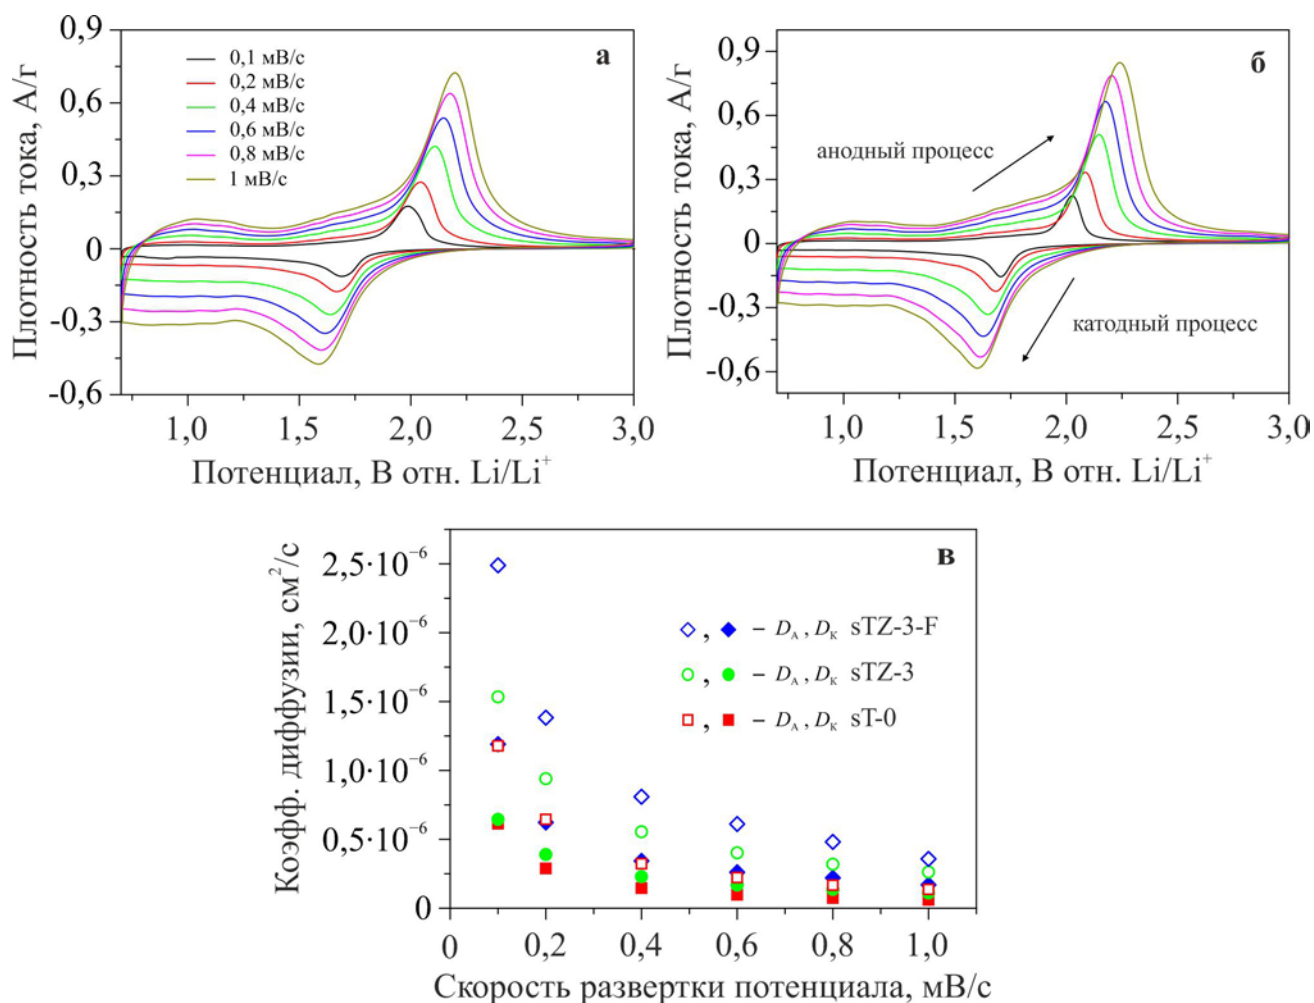 0,9
0,6
0,3
0
-0,3
-0,6
Плотность тока, А/г
а
0,1 мВ/с
0,2 мВ/с
0,4 мВ/с
0,6 мВ/с
0,8 мВ/с
1 мВ/с
1,0
1,5
2,0
2,5
3,0
Потенциал, В отн. Li/Li⁺
0,9
0,6
0,3
0
-0,3
-0,6
Плотность тока, А/г
б
анодный процесс
катодный процесс
1,0
1,5
2,0
2,5
3,0
Потенциал, В отн. Li/Li⁺
2,5·10⁻⁶
2,0·10⁻⁶
1,5·10⁻⁶
1,0·10⁻⁶
0,5·10⁻⁶
0
Коэфф. диффузии, см²/с
в
, – Dᴀ, Dᴋ sTZ-3-F
, – Dᴀ, Dᴋ sTZ-3
, – Dᴀ, Dᴋ sT-0
0
0,2
0,4
0,6
0,8
1,0
Скорость развертки потенциала, мВ/с